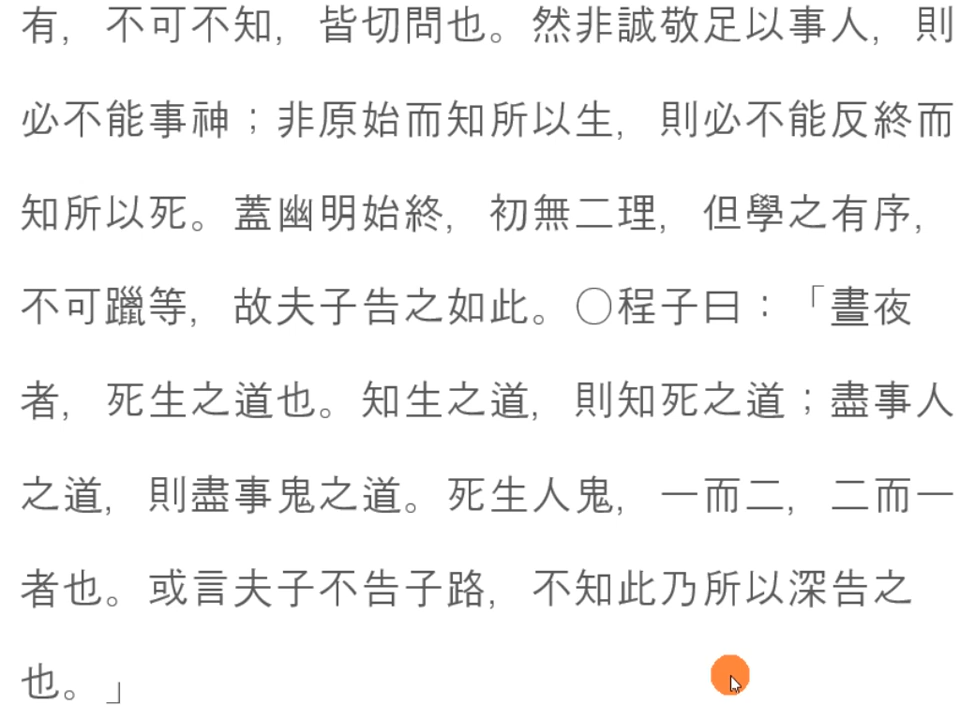 有，不可不知，皆切問也。然非誠敬足以事人，則
必不能事神；非原始而知所以生，則必不能反終而
知所以死。蓋幽明始終，初無二理，但學之有序，
不可躐等，故夫子告之如此。〇程子曰：「晝夜
者，死生之道也。知生之道，則知死之道；盡事人
之道，則盡事鬼之道。死生人鬼，一而二，二而一
者也。或言夫子不告子路，不知此乃所以深告之
也。」